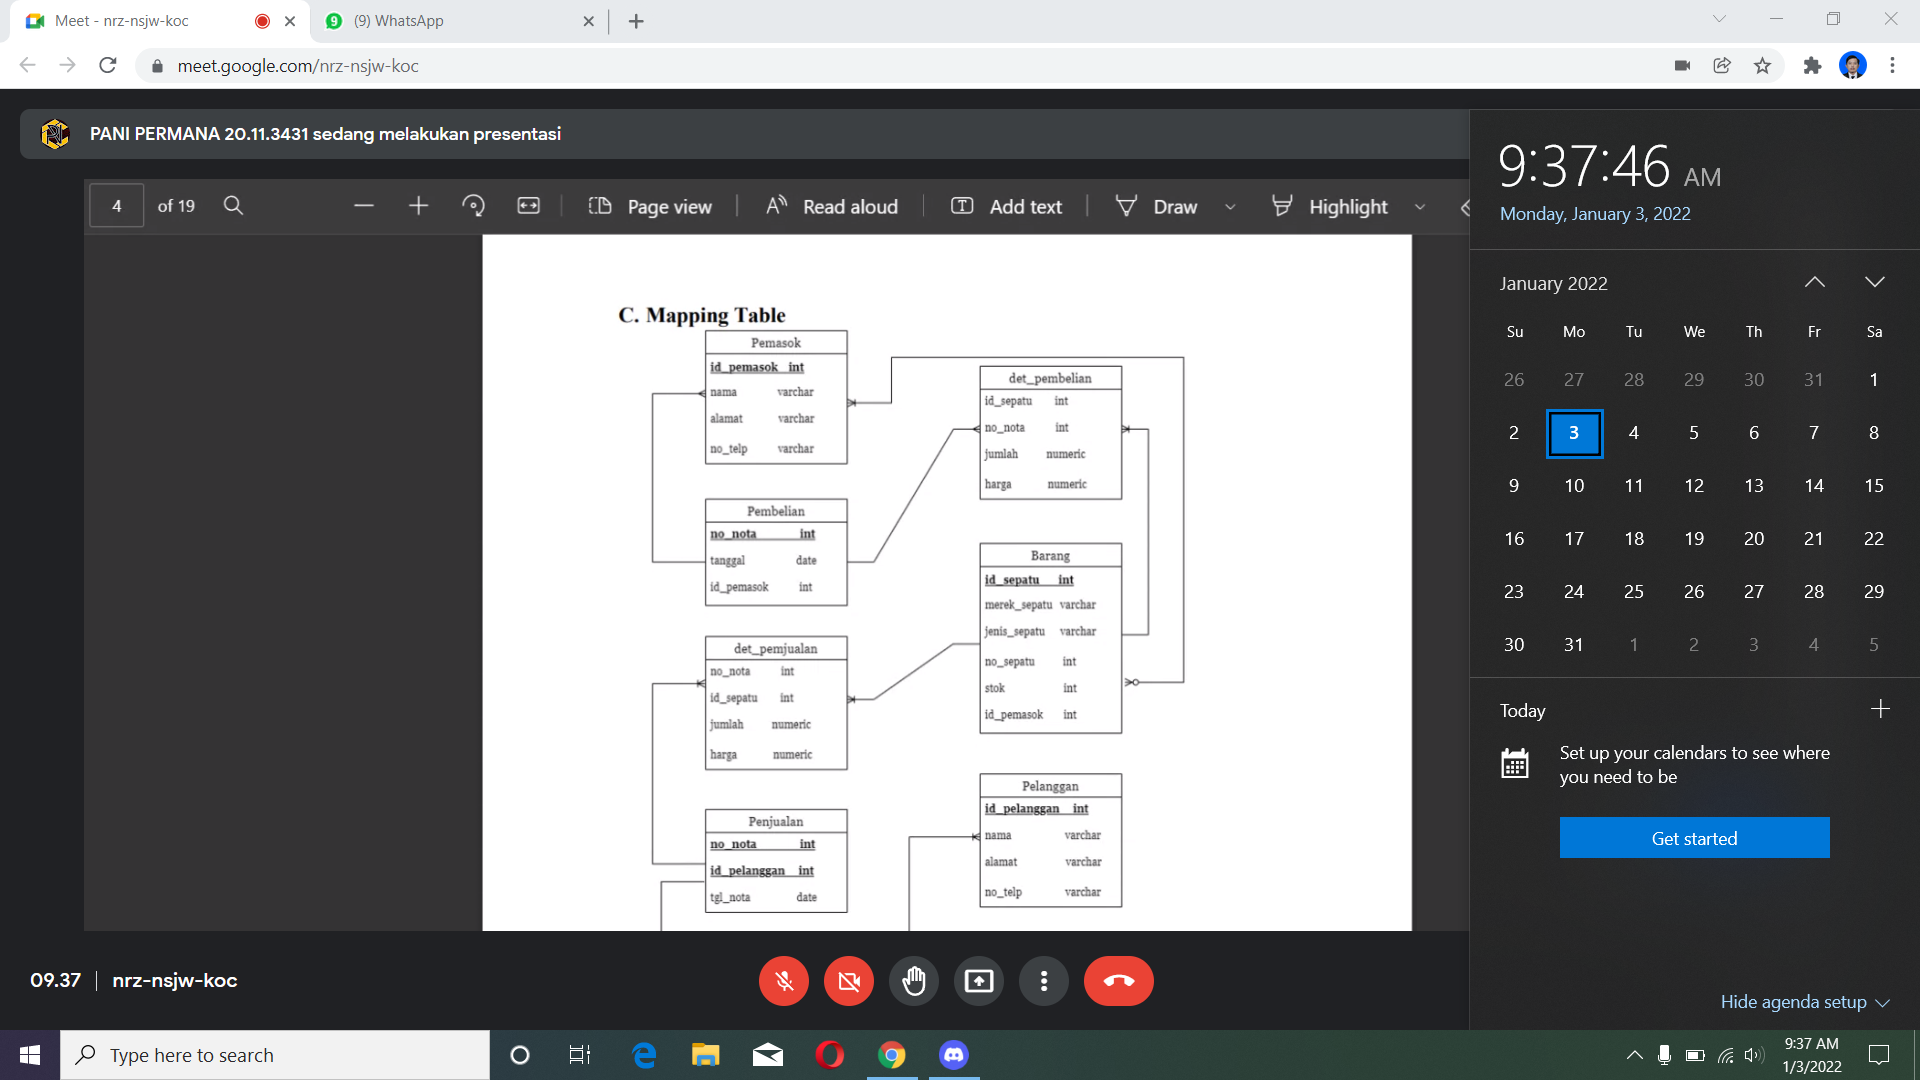 Meet - nrz-nsjw-koc
9 (9) WhatsApp
meet.google.com/nrz-nsjw-koc
PANI PERMANA 20.11.3431 sedang melakukan presentasi
4 of 19
Page view
Read aloud
Add text
Draw
Highlight
C. Mapping Table
Pemasok
id_pemasok int
nama varchar
alamat varchar
no_telp varchar
det_pembelian
id_sepatu int
no_nota int
jumlah numeric
harga numeric
Pembelian
no_nota int
tanggal date
id_pemasok int
Barang
id_sepatu int
merek_sepatu varchar
jenis_sepatu varchar
no_sepatu int
stok int
id_pemasok int
det_pemjualan
no_nota int
id_sepatu int
jumlah numeric
harga numeric
Pelanggan
id_pelanggan int
nama varchar
alamat varchar
no_telp varchar
Penjualan
no_nota int
id_pelanggan int
tgl_nota date
09.37 | nrz-nsjw-koc
9:37:46 AM
Monday, January 3, 2022
January 2022
Su Mo Tu We Th Fr Sa
26 27 28 29 30 31 1
2 3 4 5 6 7 8
9 10 11 12 13 14 15
16 17 18 19 20 21 22
23 24 25 26 27 28 29
30 31 1 2 3 4 5
Today
Set up your calendars to see where
you need to be
Get started
Hide agenda setup
Type here to search
9:37 AM
1/3/2022